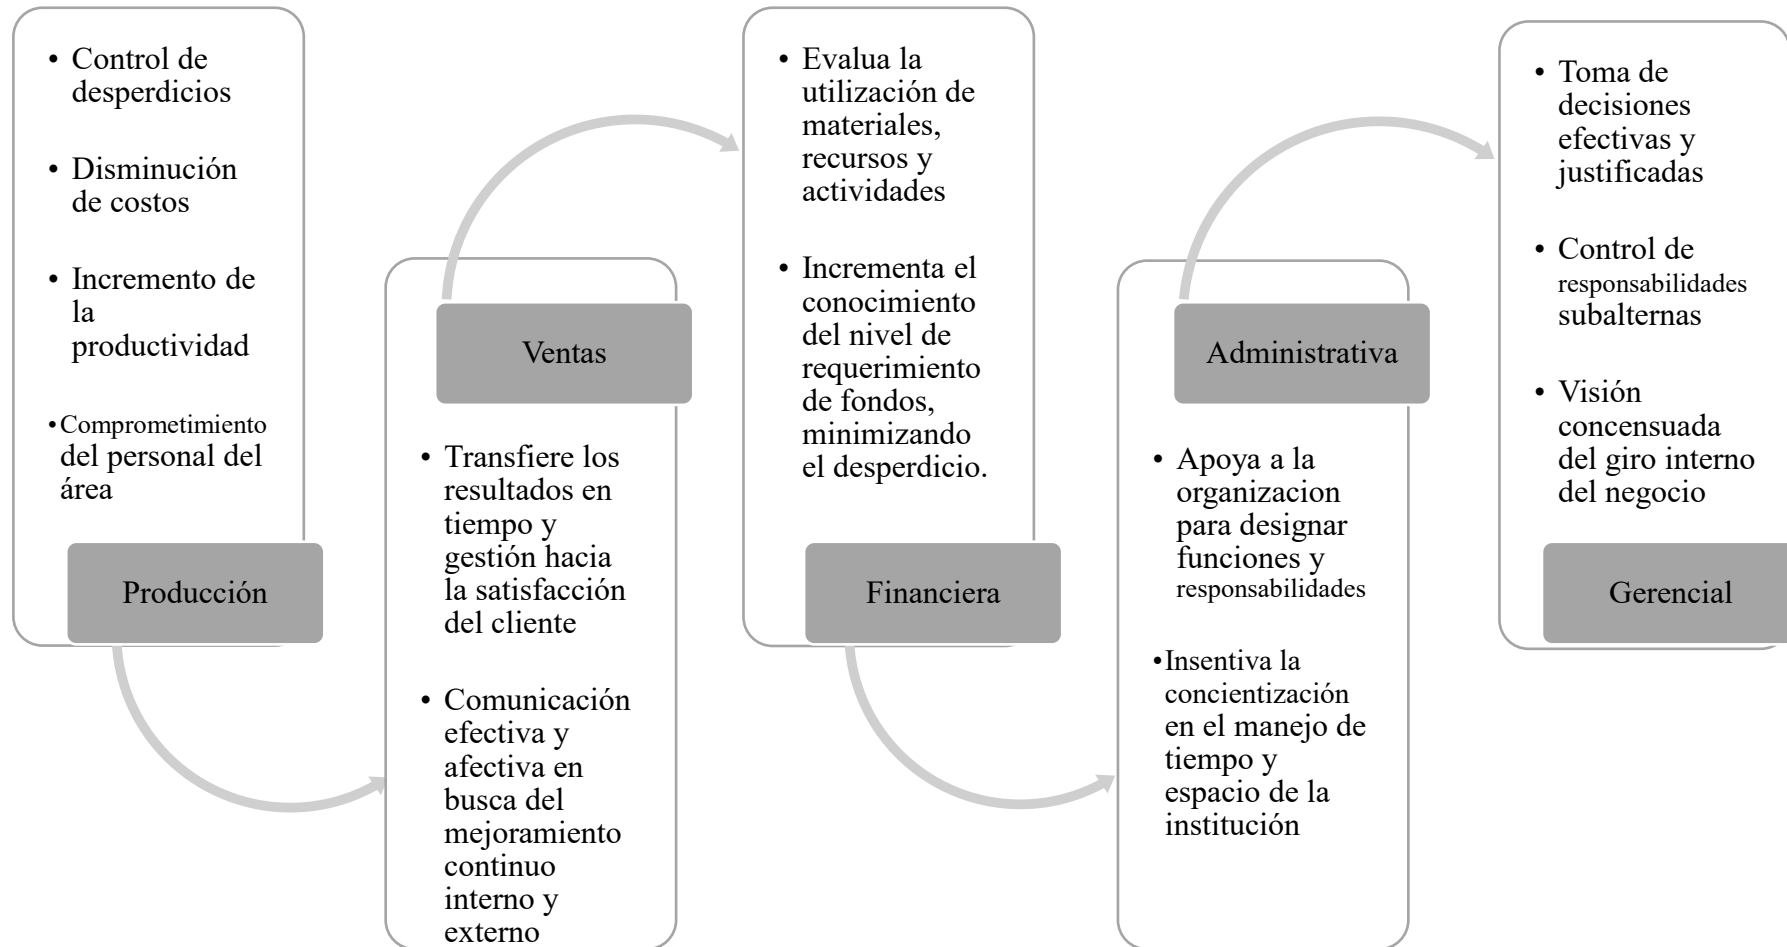 • Control de
desperdicios
• Disminución
de costos
• Incremento de
la
productividad
• Comprometimiento
del personal del
área
Producción
Ventas
• Transfiere los
resultados en
tiempo y
gestión hacia
la satisfacción
del cliente
• Comunicación
efectiva y
afectiva en
busca del
mejoramiento
continuo
interno y
externo
• Evalua la
utilización de
materiales,
recursos y
actividades
• Incrementa el
conocimiento
del nivel de
requerimiento
de fondos,
minimizando
el desperdicio.
Financiera
Administrativa
• Apoya a la
organizacion
para designar
funciones y
responsabilidades
• Insentiva la
concientización
en el manejo de
tiempo y
espacio de la
institución
• Toma de
decisiones
efectivas y
justificadas
• Control de
responsabilidades
subalternas
• Visión
concensuada
del giro interno
del negocio
Gerencial